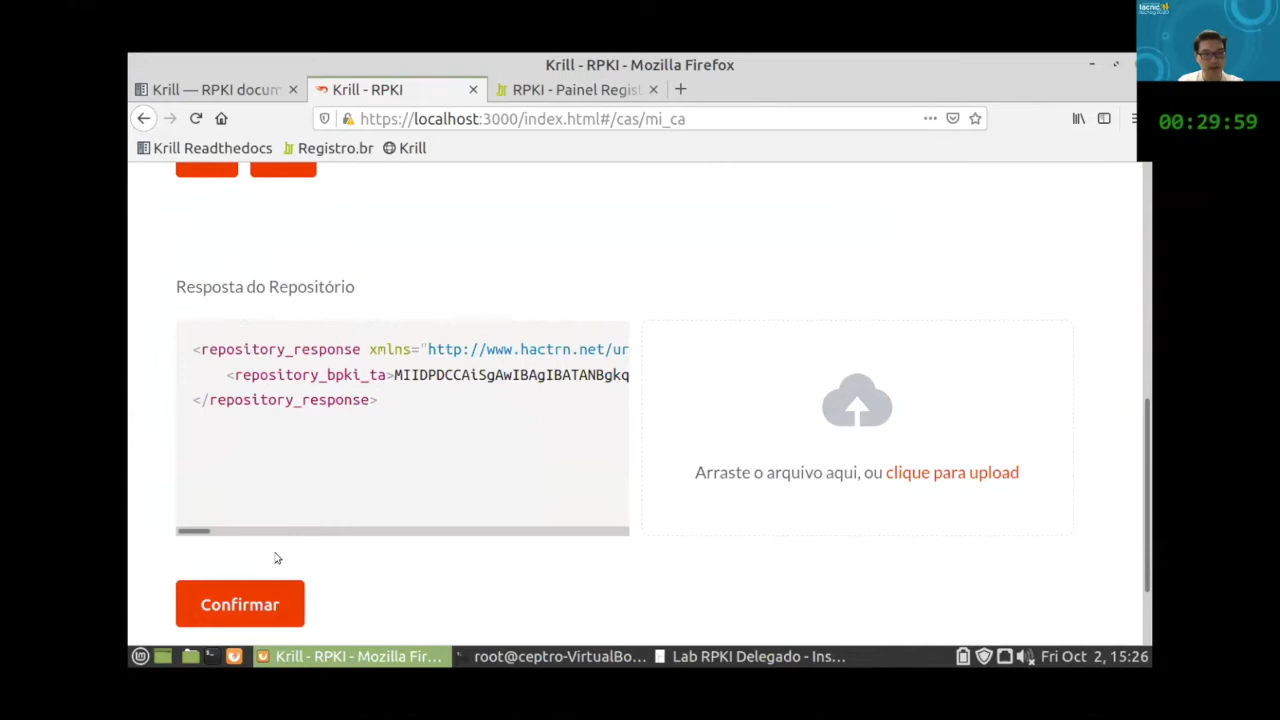 lacnic
Krill - RPKI - Mozilla Firefox
Krill — RPKI docum
Krill - RPKI
RPKI - Painel Regist
00:29:59
https://localhost:3000/index.html#/cas/mi_ca
Krill Readthedocs
Registro.br
Krill
Resposta do Repositório
<repository_response xmlns="http://www.hactrn.net/ur
<repository_bpki_ta>MIIDPDCCAiSgAwIBAgIBATANBgkq
</repository_response>
Arraste o arquivo aqui, ou clique para upload
Confirmar
Krill - RPKI - Mozilla Fir...
root@ceptro-VirtualBo...
Lab RPKI Delegado - Ins...
Fri Oct 2, 15:26